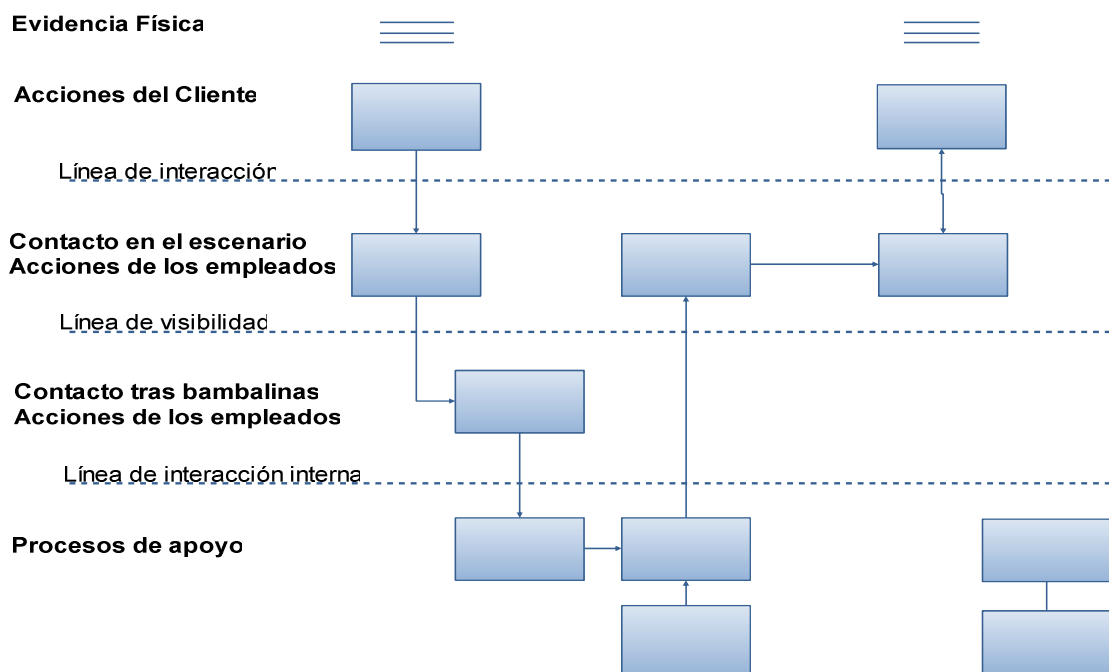 Evidencia Física
Acciones del Cliente
Línea de interacción
Contacto en el escenario
Acciones de los empleados
Línea de visibilidad
Contacto tras bambalinas
Acciones de los empleados
Línea de interacción interna
Procesos de apoyo